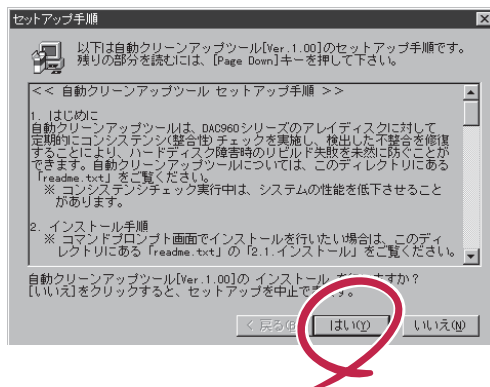 セットアップ手順
以下は自動クリーンアップツール[Ver.1.00]のセットアップ手順です。
残りの部分を読むには、[Page Down]キーを押して下さい。
<< 自動クリーンアップツール セットアップ手順 >>
1. はじめに
自動クリーンアップツールは、DAC960シリーズのアレイディスクに対して
定期的にコンシステンシ(整合性)チェックを実施し、検出した不整合を修復
することにより、ハードディスク障害時のリビルド失敗を未然に防ぐことが
できます。自動クリーンアップツールについては、このディレクトリにある
「readme.txt」をご覧ください。
※ コンシステンシチェック実行中は、システムの性能を低下させること
があります。
2. インストール手順
※ コマンドプロンプト画面でインストールを行いたい場合は、このディ
レクトリにある「readme.txt」の「2.1.インストール」をご覧ください。
自動クリーンアップツール[Ver.1.00]の インストール ますか?
[いいえ]をクリックすると、セットアップを中止で す。
< 戻る(B) はい(Y) いいえ(N)